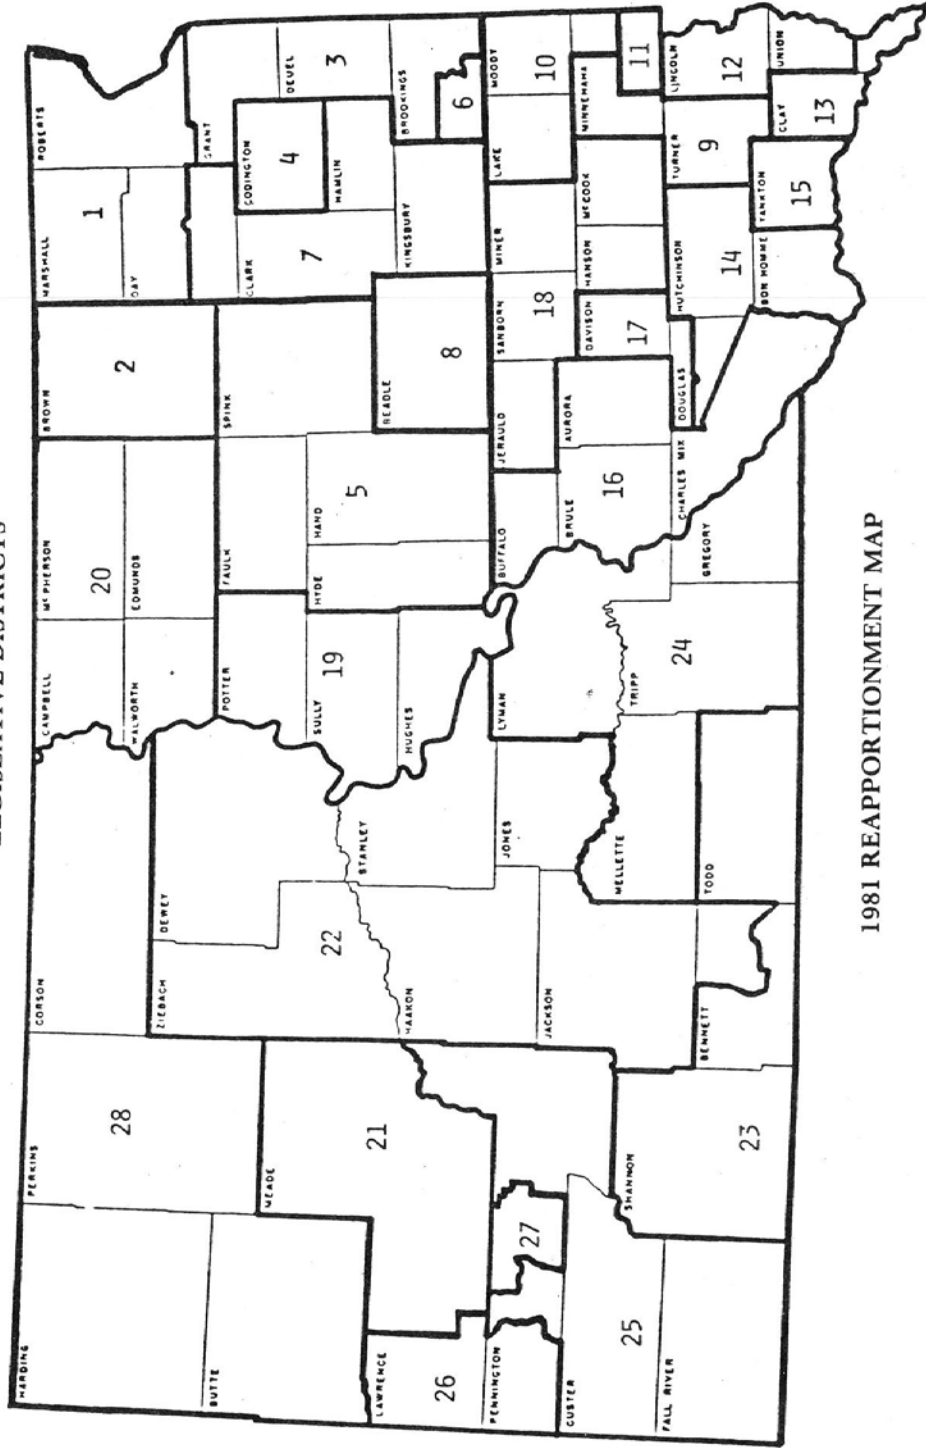 LEGISLATIVE DISTRICTS
HARDING
PERKINS
CORSON
CAMPBELL
McPHERSON
BROWN
MARSHALL
ROBERTS
28
20
2
1
WALWORTH
EDMUNDS
DAY
BUTTE
ZIEBACH
DEWEY
POTTER
FAULK
SPINK
CLARK
CODINGTON
GRANT
MEADE
21
22
SULLY
19
HYDE
HAND
5
7
4
DEUEL
HAMLIN
3
LAWRENCE
26
HAAKON
STANLEY
HUGHES
BEADLE
8
KINGSBURY
BROOKINGS
6
PENNINGTON
27
JACKSON
JONES
LYMAN
BUFFALO
JERAULD
SANBORN
MINER
LAKE
MOODY
18
10
CUSTER
25
BRULE
16
AURORA
DAVISON
17
HANSON
McCOOK
MINNEHAHA
11
FALL RIVER
SHANNON
23
BENNETT
MELLETTE
TODD
TRIPP
24
GREGORY
CHARLES MIX
DOUGLAS
HUTCHINSON
14
TURNER
9
LINCOLN
12
BON HOMME
YANKTON
15
CLAY
13
UNION
1981 REAPPORTIONMENT MAP